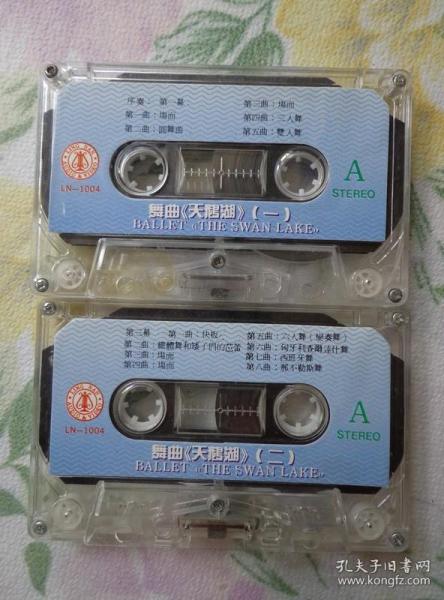 序奏：第一幕
第一曲：場面
第二曲：圓舞曲
第三曲：場面
第四曲：三人舞
第五曲：雙人舞
LN-1004
A
STEREO
舞曲《天鵝湖》(一)
BALLET «THE SWAN LAKE»
第三幕 第一曲：快板
第二曲：縂體舞和矮子們的芭蕾
第三曲：場面
第四曲：場面
第五曲：六人舞(變奏舞)
第六曲：匈牙利查爾達什舞
第七曲：西班牙舞
第八曲：那不勒斯舞
LN-1004
A
STEREO
舞曲《天鵝湖》(二)
BALLET «THE SWAN LAKE»
孔夫子旧书网
www.kongfz.com